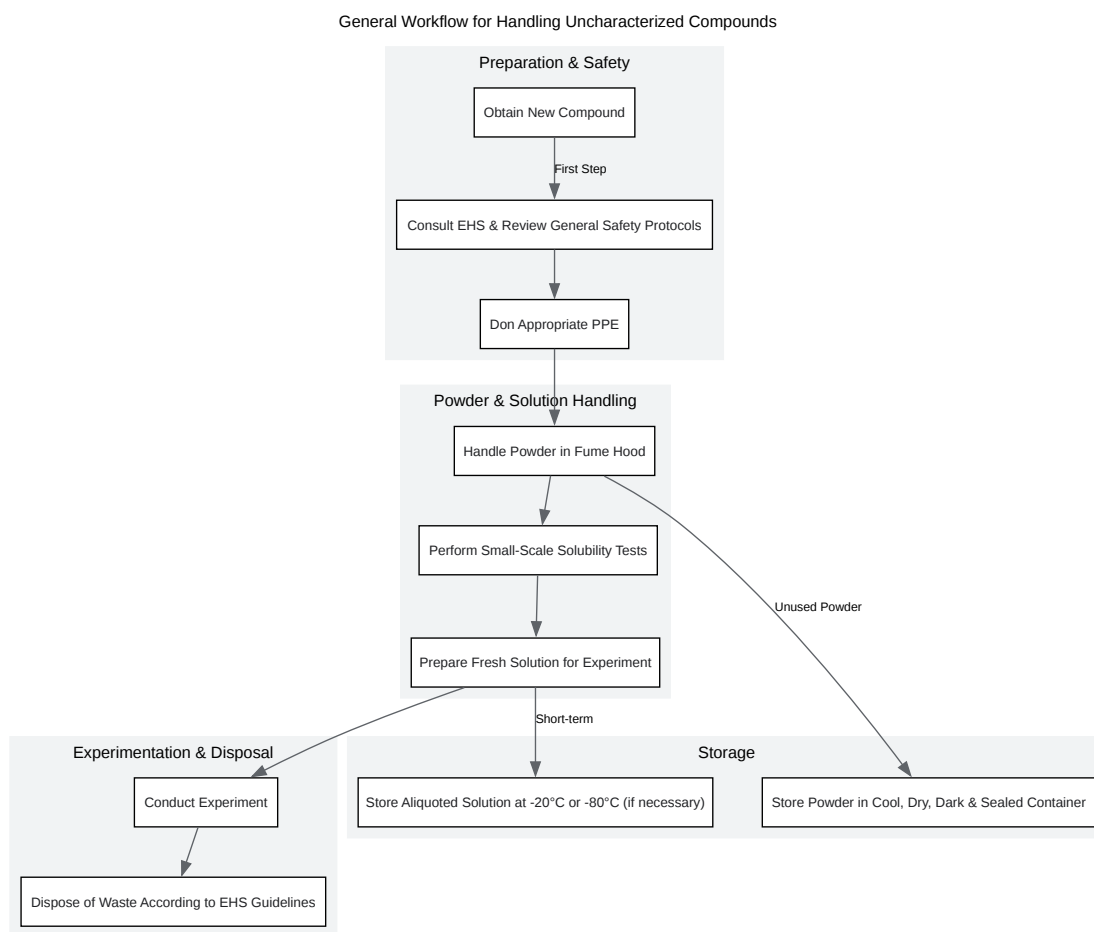 General Workflow for Handling Uncharacterized Compounds
Preparation & Safety
Obtain New Compound
First Step
Consult EHS & Review General Safety Protocols
Don Appropriate PPE
Powder & Solution Handling
Handle Powder in Fume Hood
Perform Small-Scale Solubility Tests
Unused Powder
Prepare Fresh Solution for Experiment
Short-term
Experimentation & Disposal
Storage
Conduct Experiment
Store Aliquoted Solution at -20°C or -80°C (if necessary)
Store Powder in Cool, Dry, Dark & Sealed Container
Dispose of Waste According to EHS Guidelines